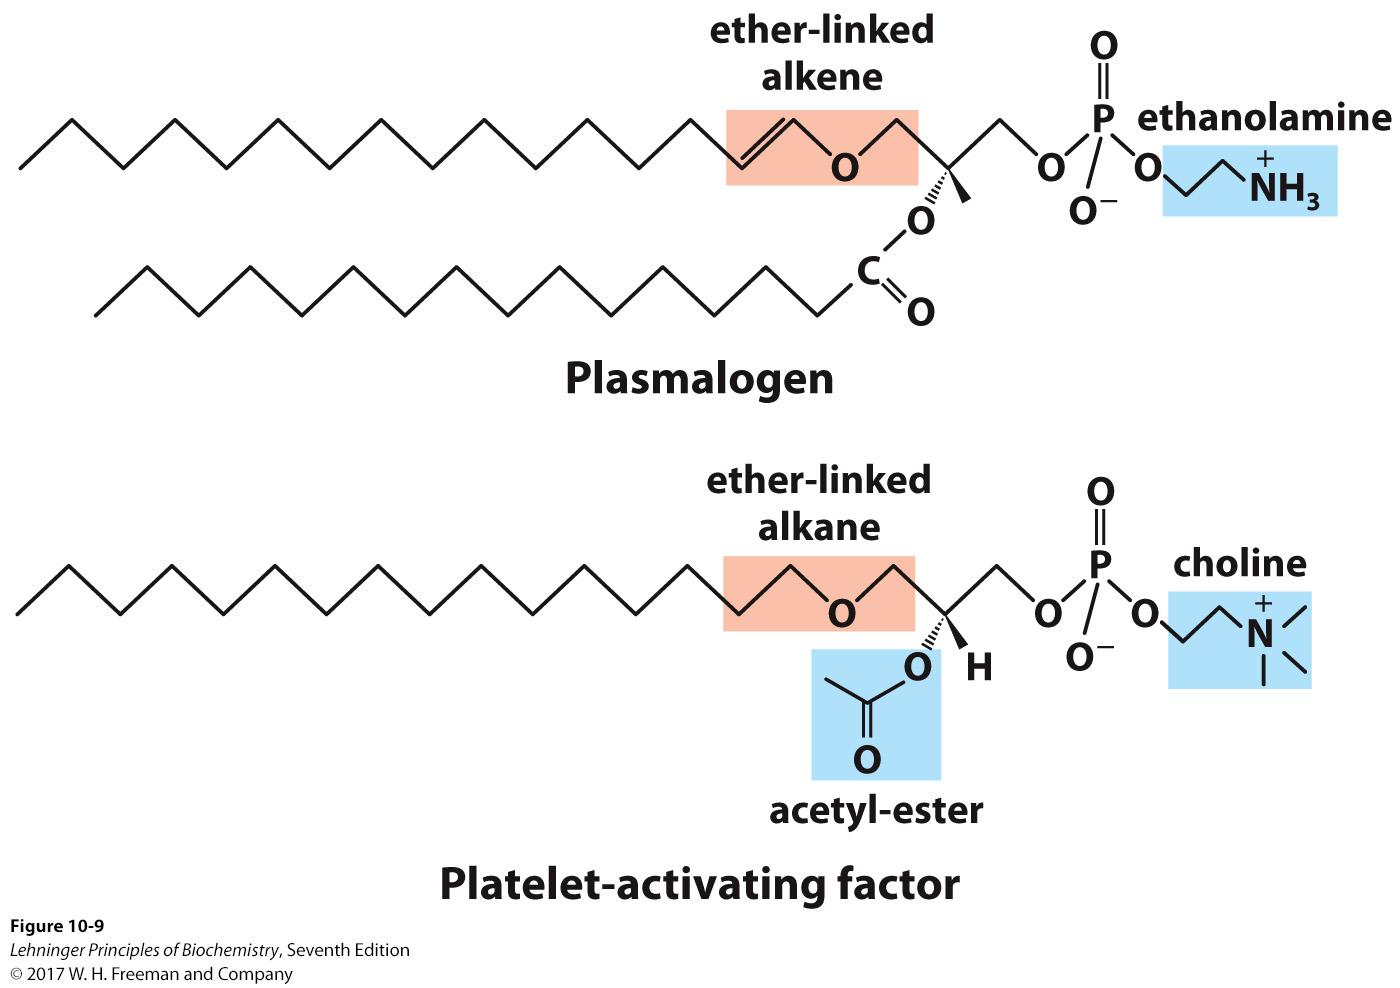 ether-linked
alkene
O
P
ethanolamine
O
O
O
+
NH3
O−
O
C
O
Plasmalogen
ether-linked
alkane
O
P
choline
O
O
O
+
N
O−
O
H
O
acetyl-ester
Platelet-activating factor
Figure 10-9
Lehninger Principles of Biochemistry, Seventh Edition
© 2017 W. H. Freeman and Company